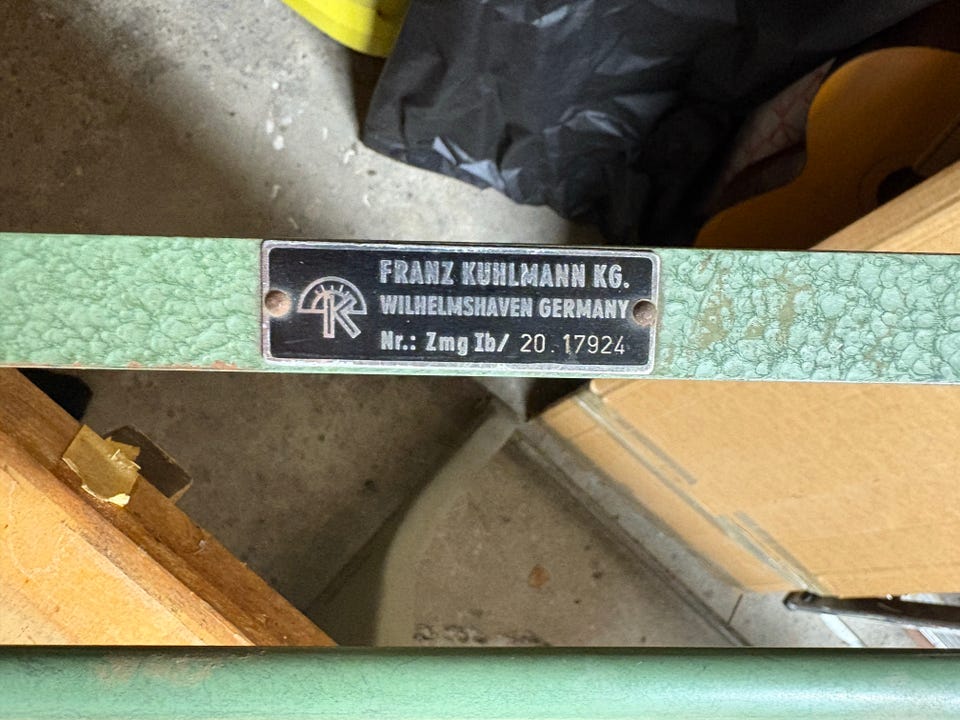 FRANZ KUHLMANN KG.
WILHELMSHAVEN GERMANY
Nr.: Zmg Ib/ 20.17924
K